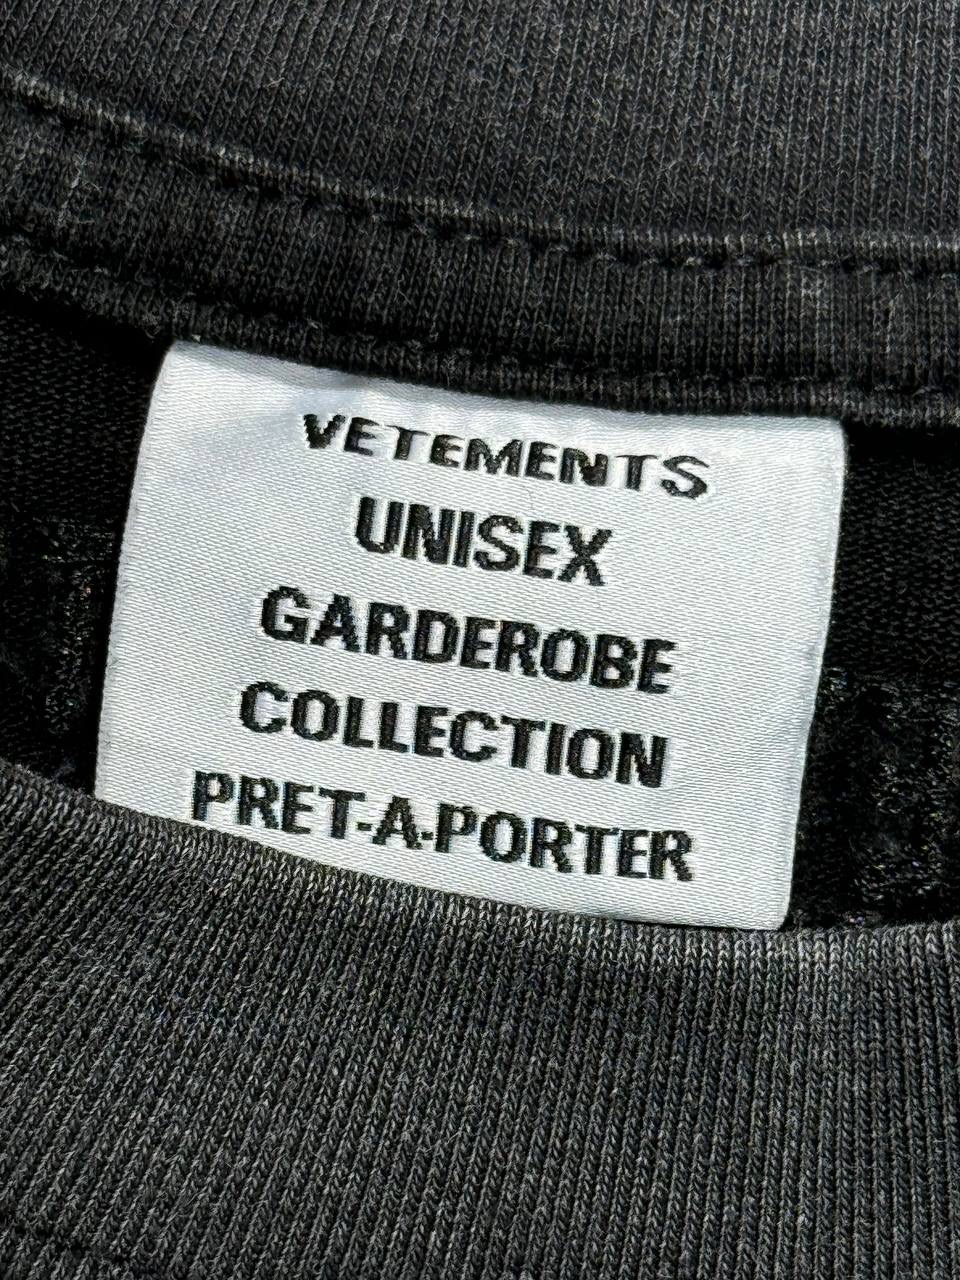 VETEMENTS
UNISEX
GARDEROBE
COLLECTION
PRET-A-PORTER